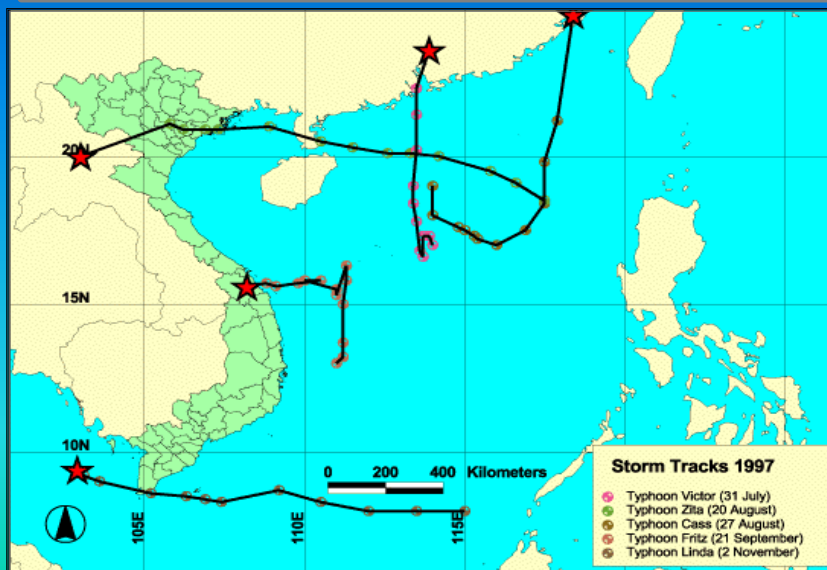 20N
15N
10N
105E
110E
115E
0 200 400 Kilometers
Storm Tracks 1997
Typhoon Victor (31 July)
Typhoon Zita (20 August)
Typhoon Cass (27 August)
Typhoon Fritz (21 September)
Typhoon Linda (2 November)